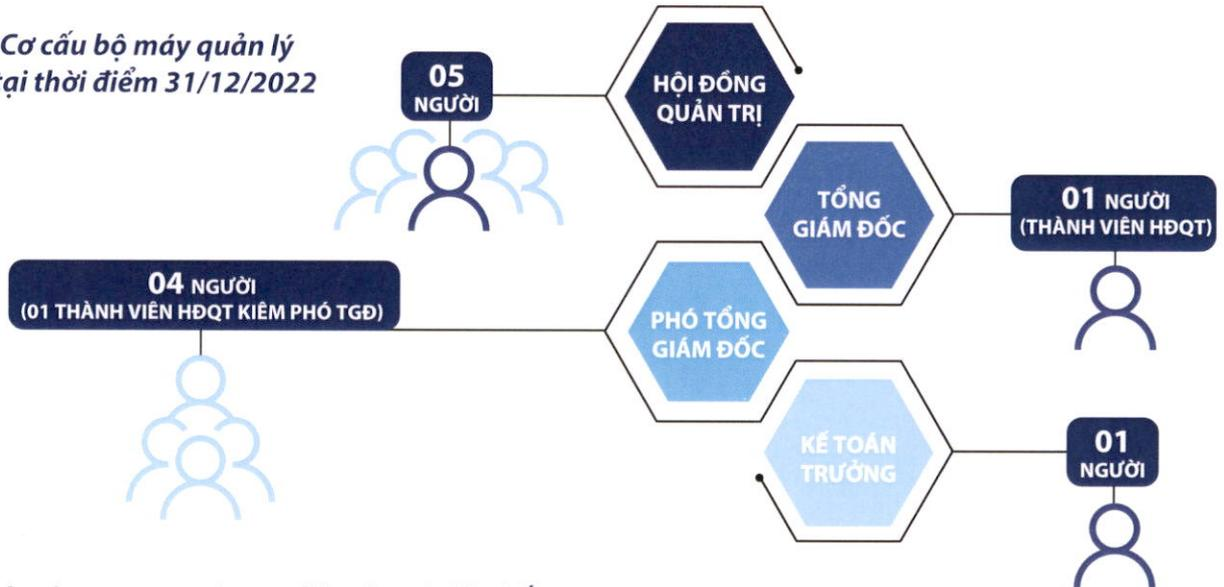 Cơ cấu bộ máy quản lý
tại thời điểm 31/12/2022
05
NGƯỜI
HỘI ĐỒNG
QUẢN TRỊ
TỔNG
GIÁM ĐỐC
01 NGƯỜI
(THÀNH VIÊN HĐQT)
04 NGƯỜI
(01 THÀNH VIÊN HĐQT KIÊM PHÓ TGĐ)
PHÓ TỔNG
GIÁM ĐỐC
KẾ TOÁN
TRƯỞNG
01
NGƯỜI